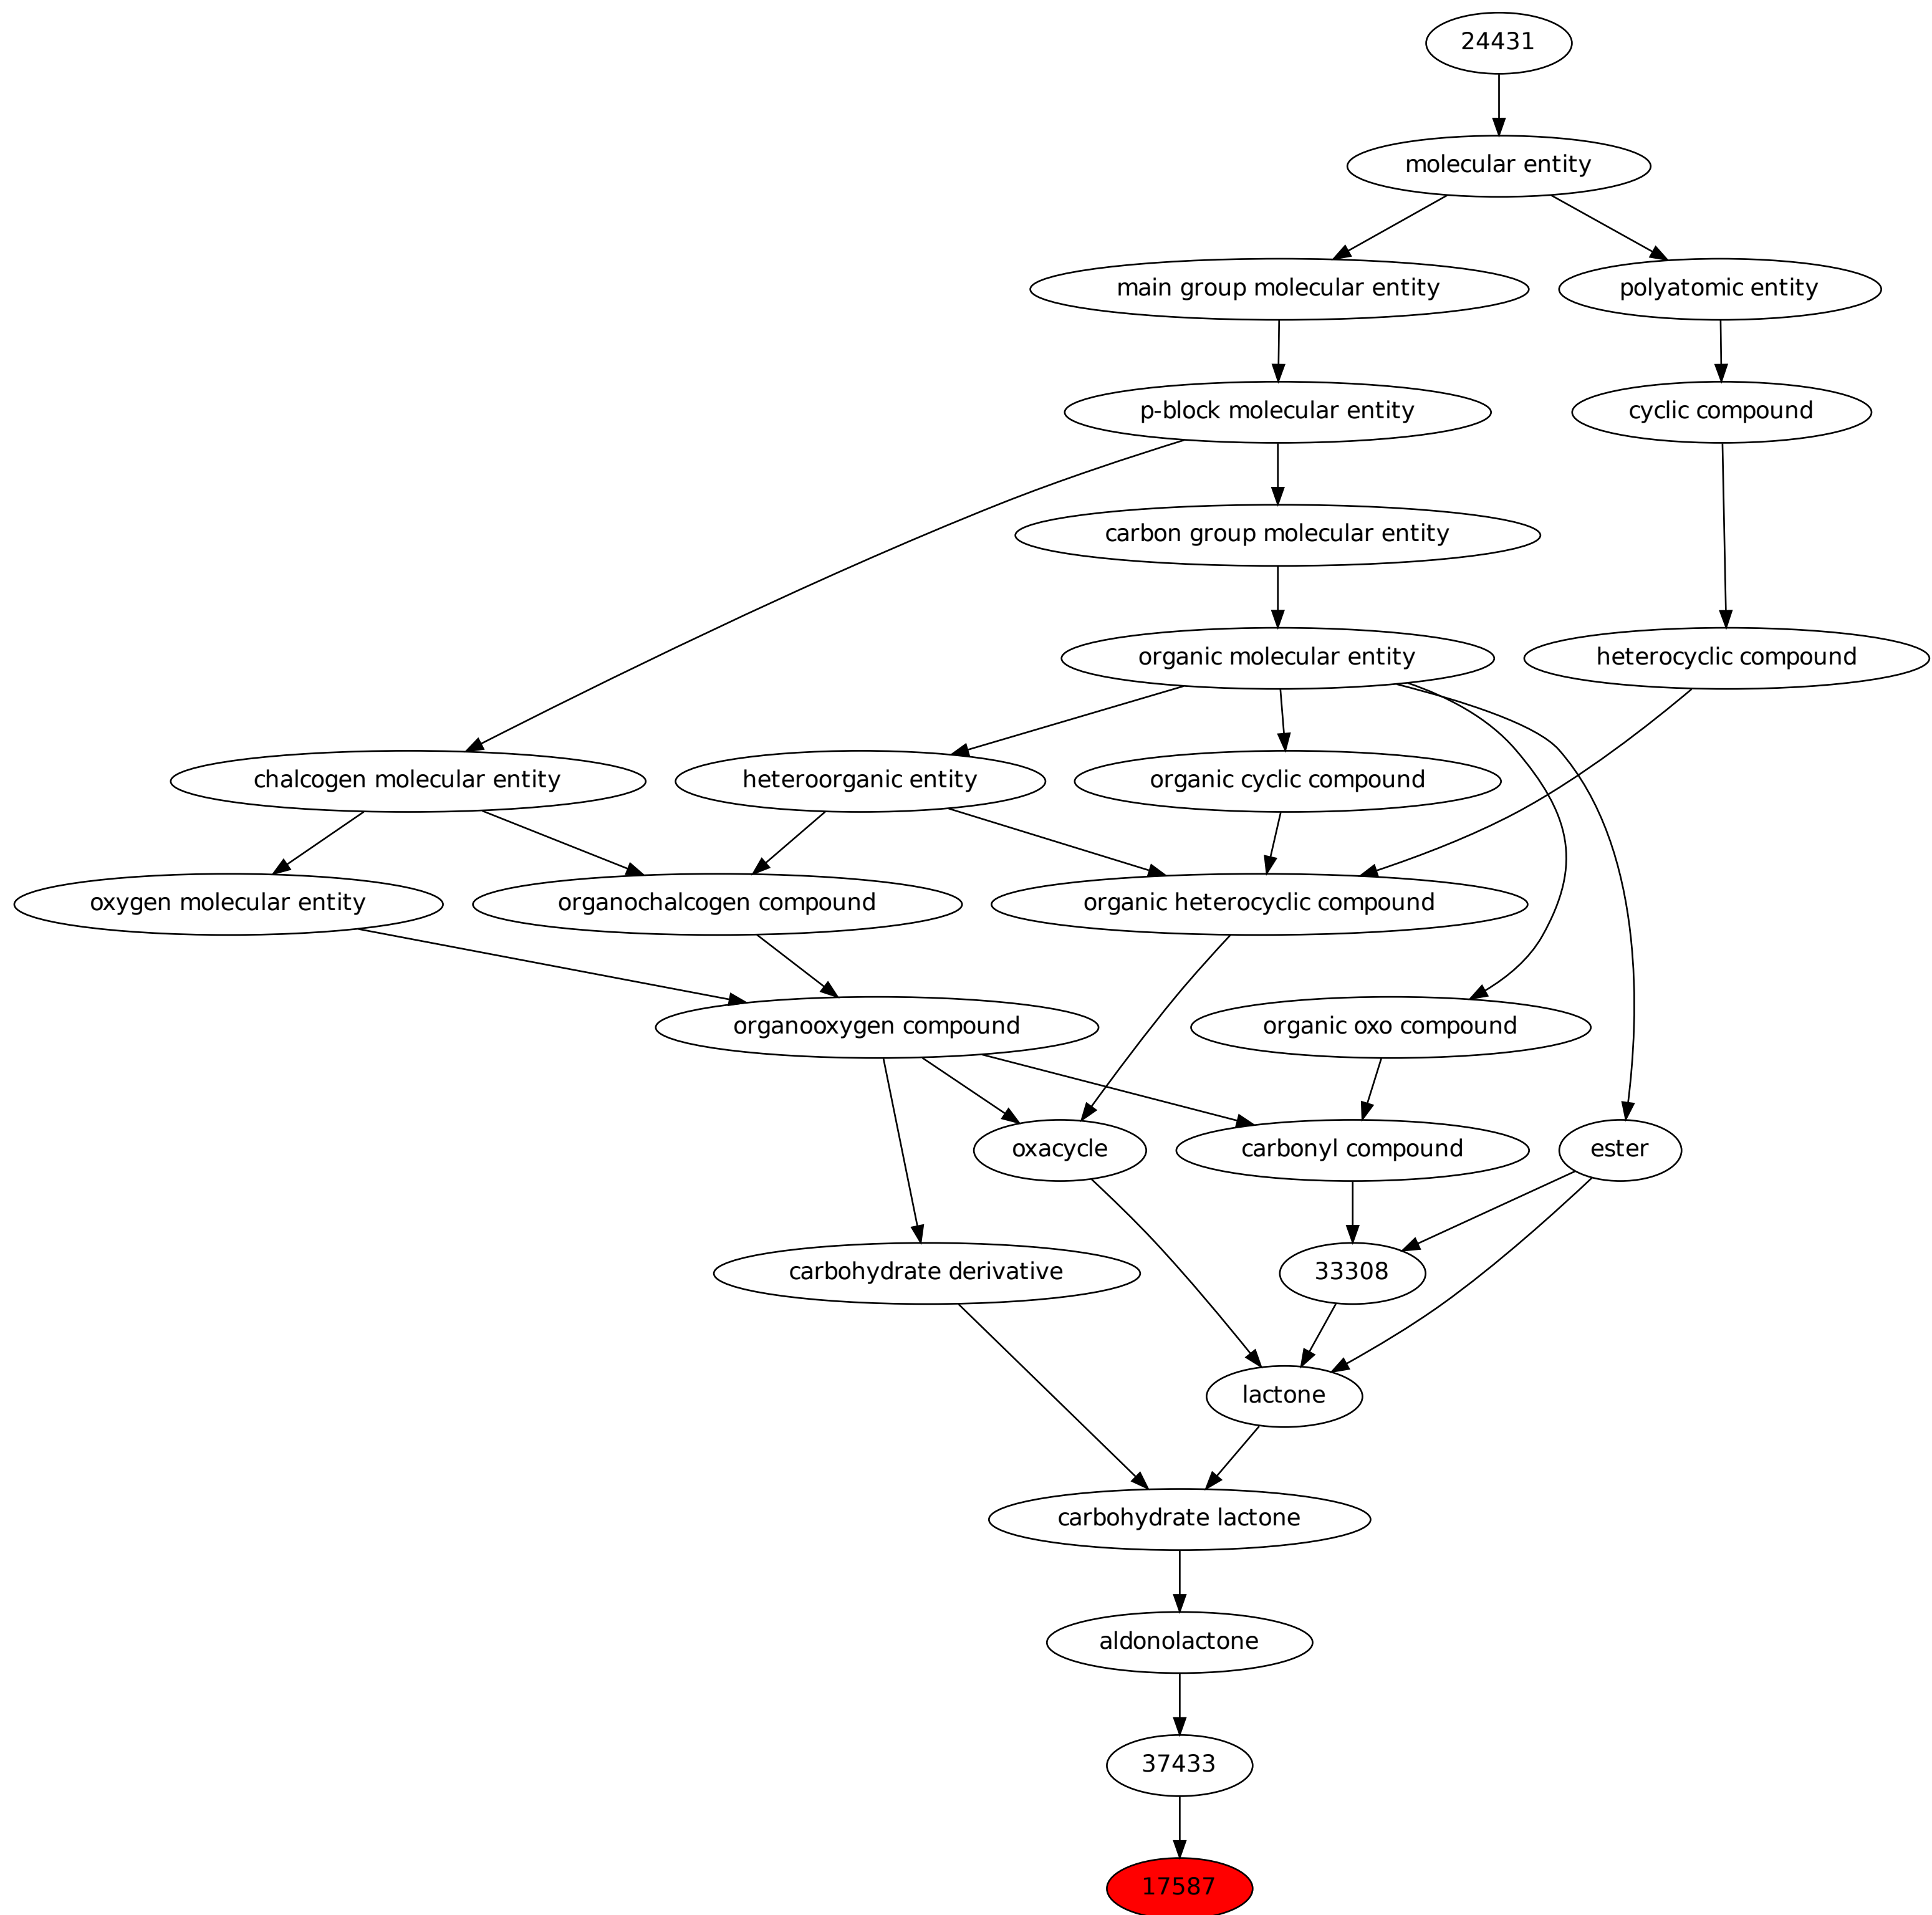 24431
molecular entity
main group molecular entity
polyatomic entity
p-block molecular entity
cyclic compound
carbon group molecular entity
organic molecular entity
heterocyclic compound
chalcogen molecular entity
heteroorganic entity
organic cyclic compound
oxygen molecular entity
organochalcogen compound
organic heterocyclic compound
organooxygen compound
organic oxo compound
oxacycle
carbonyl compound
ester
carbohydrate derivative
33308
lactone
carbohydrate lactone
aldonolactone
37433
17587